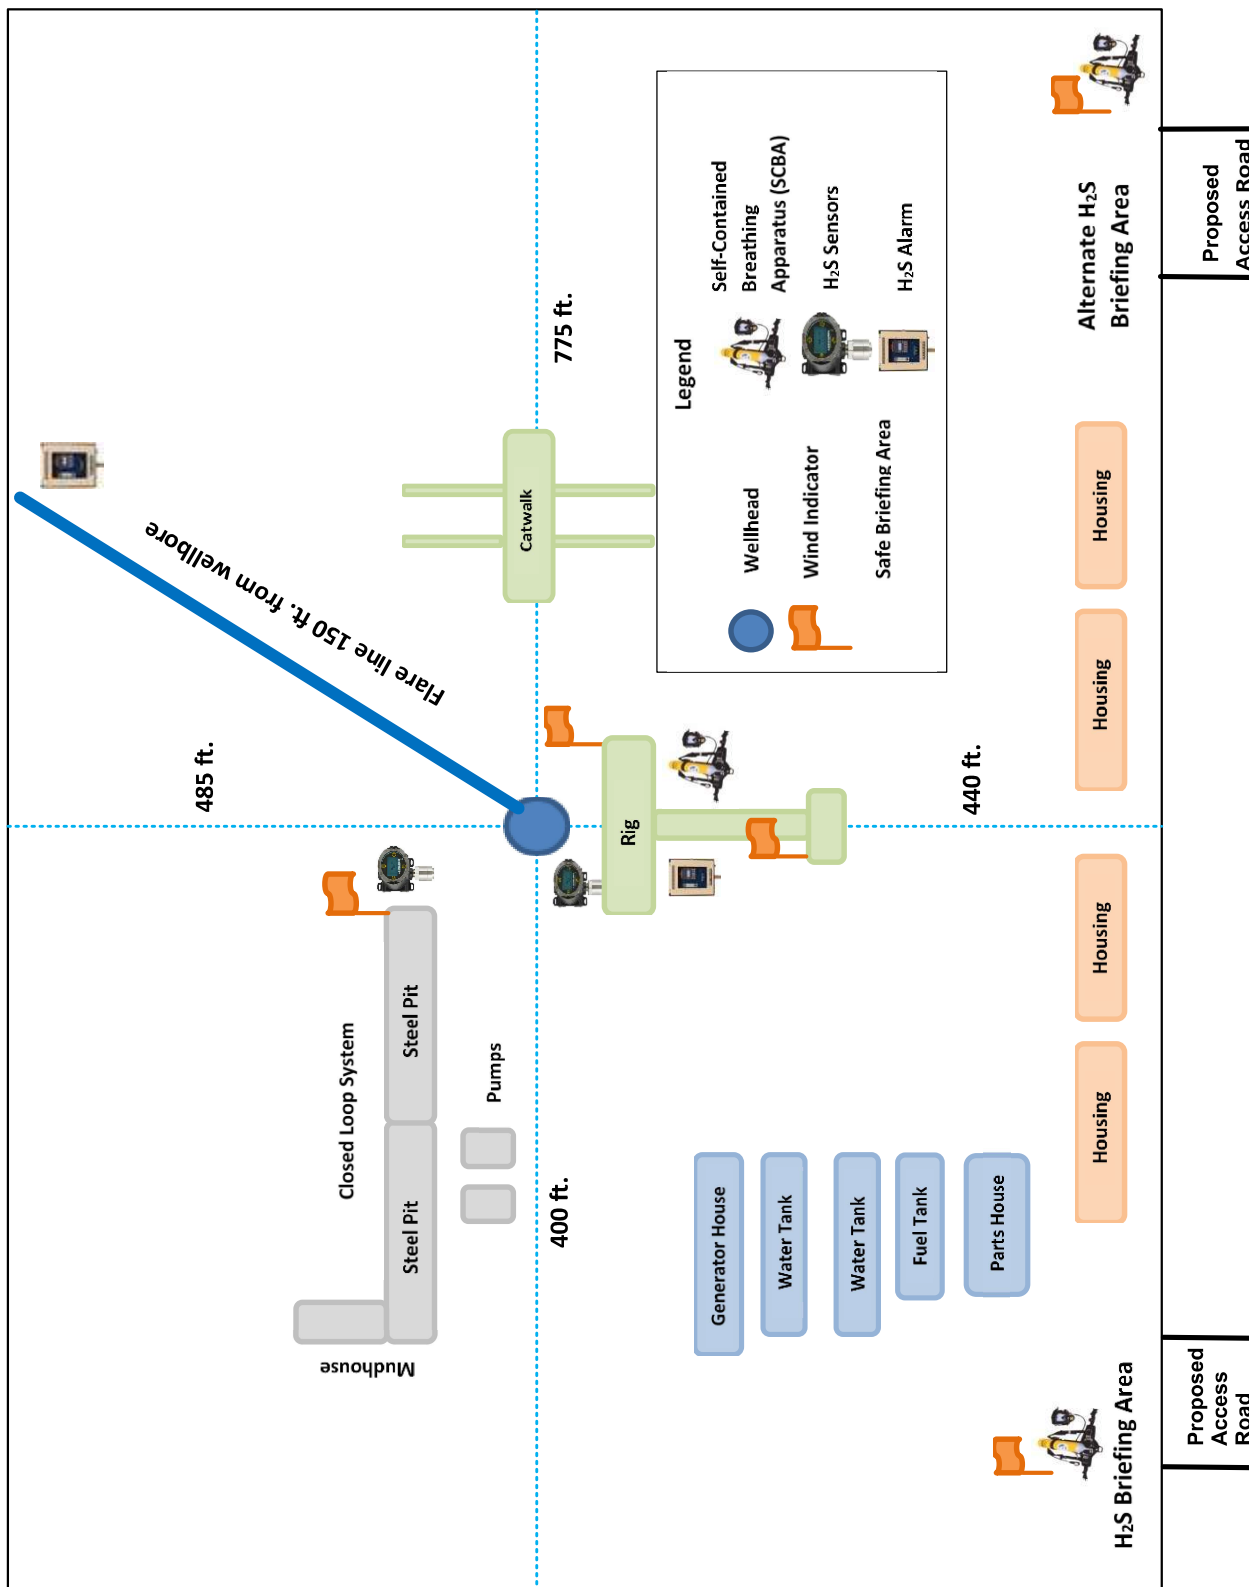 485 ft.
Flare line 150 ft. from wellbore
775 ft.
Catwalk
Closed Loop System
Steel Pit
Steel Pit
Mudhouse
Pumps
400 ft.
Rig
440 ft.
Legend
Wellhead
Wind Indicator
Safe Briefing Area
Self-Contained
Breathing
Apparatus (SCBA)
H₂S Sensors
H₂S Alarm
Generator House
Water Tank
Water Tank
Fuel Tank
Parts House
Housing
Housing
Housing
Housing
H₂S Briefing Area
Alternate H₂S
Briefing Area
Proposed
Access
Road
Proposed
Access Road